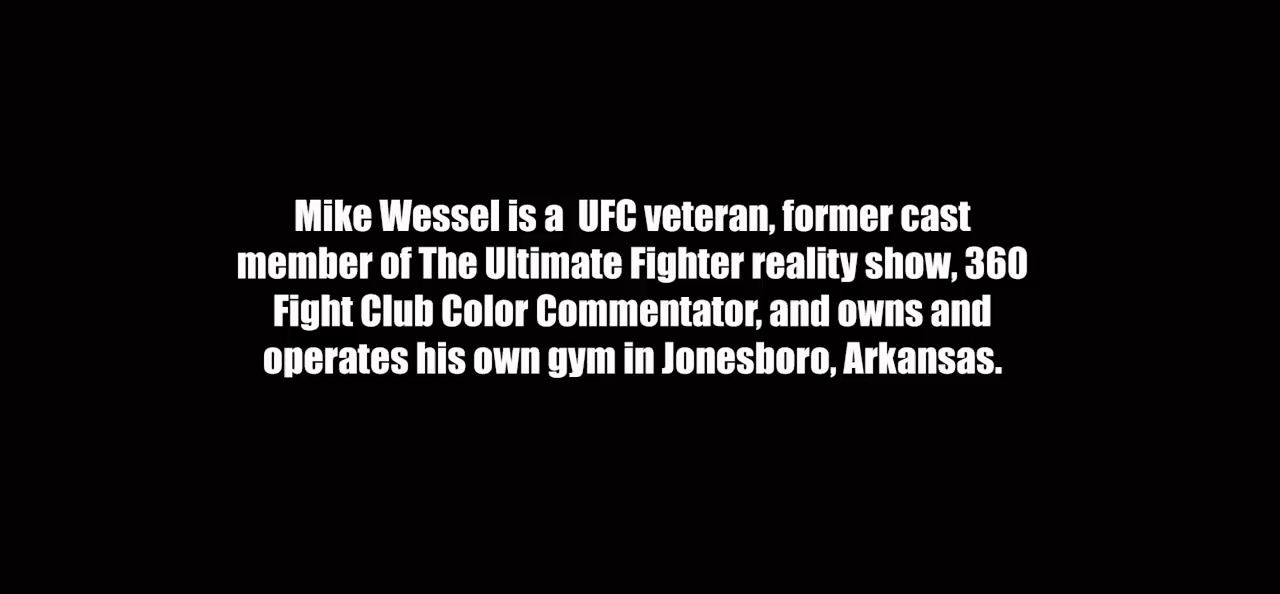 Mike Wessel is a  UFC veteran, former cast
member of The Ultimate Fighter reality show, 360
Fight Club Color Commentator, and owns and
operates his own gym in Jonesboro, Arkansas.